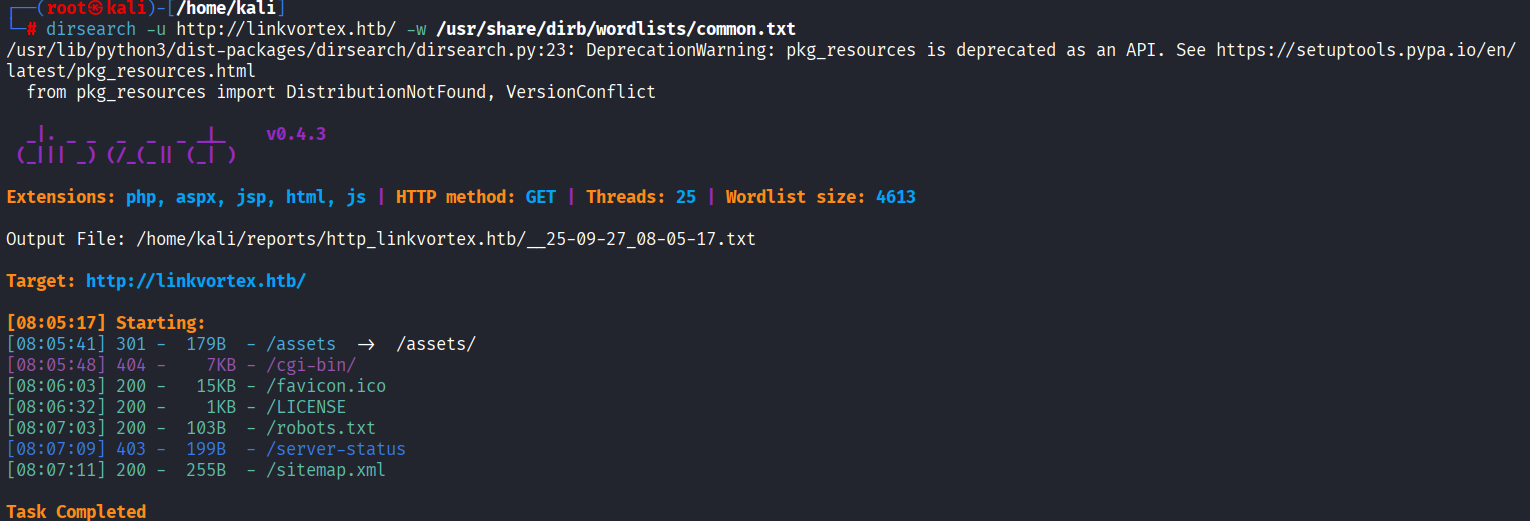 ┌──(root㉿kali)-[/home/kali]
└─# dirsearch -u http://linkvortex.htb/ -w /usr/share/dirb/wordlists/common.txt
/usr/lib/python3/dist-packages/dirsearch/dirsearch.py:23: DeprecationWarning: pkg_resources is deprecated as an API. See https://setuptools.pypa.io/en/
latest/pkg_resources.html
  from pkg_resources import DistributionNotFound, VersionConflict
  _|. _ _  _  _  _ _|_    v0.4.3
 (_||| _) (/_(_|| (_| )
Extensions: php, aspx, jsp, html, js | HTTP method: GET | Threads: 25 | Wordlist size: 4613
Output File: /home/kali/reports/http_linkvortex.htb/__25-09-27_08-05-17.txt
Target: http://linkvortex.htb/
[08:05:17] Starting:
[08:05:41] 301 -  179B  - /assets  ->  /assets/
[08:05:48] 404 -    7KB - /cgi-bin/
[08:06:03] 200 -   15KB - /favicon.ico
[08:06:32] 200 -    1KB - /LICENSE
[08:07:03] 200 -  103B  - /robots.txt
[08:07:09] 403 -  199B  - /server-status
[08:07:11] 200 -  255B  - /sitemap.xml
Task Completed